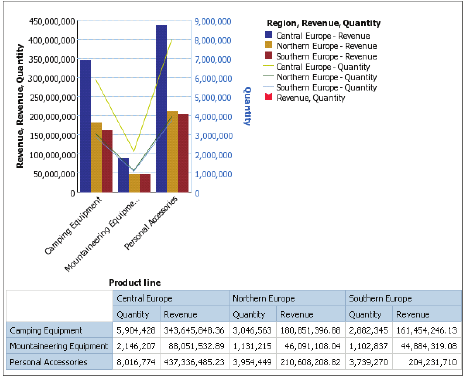 Region, Revenue, Quantity
Central Europe - Revenue
Northern Europe - Revenue
Southern Europe - Revenue
Central Europe - Quantity
Northern Europe - Quantity
Southern Europe - Quantity
Revenue, Quantity
Revenue, Revenue, Quantity
450,000,000
400,000,000
350,000,000
300,000,000
250,000,000
200,000,000
150,000,000
100,000,000
50,000,000
0
9,000,000
8,000,000
7,000,000
6,000,000
5,000,000
4,000,000
3,000,000
2,000,000
1,000,000
0
Quantity
Camping Equipment
Mountaineering Equipme...
Personal Accessories
Product line
Central Europe Northern Europe Southern Europe
Quantity Revenue Quantity Revenue Quantity Revenue
Camping Equipment 5,904,428 343,645,848.36 3,046,563 180,851,396.88 2,882,345 161,454,246.13
Mountaineering Equipment 2,146,207 88,051,532.89 1,131,215 46,091,108.04 1,102,837 44,884,319.08
Personal Accessories 8,016,774 437,336,485.23 3,954,449 210,608,208.82 3,739,270 204,231,710